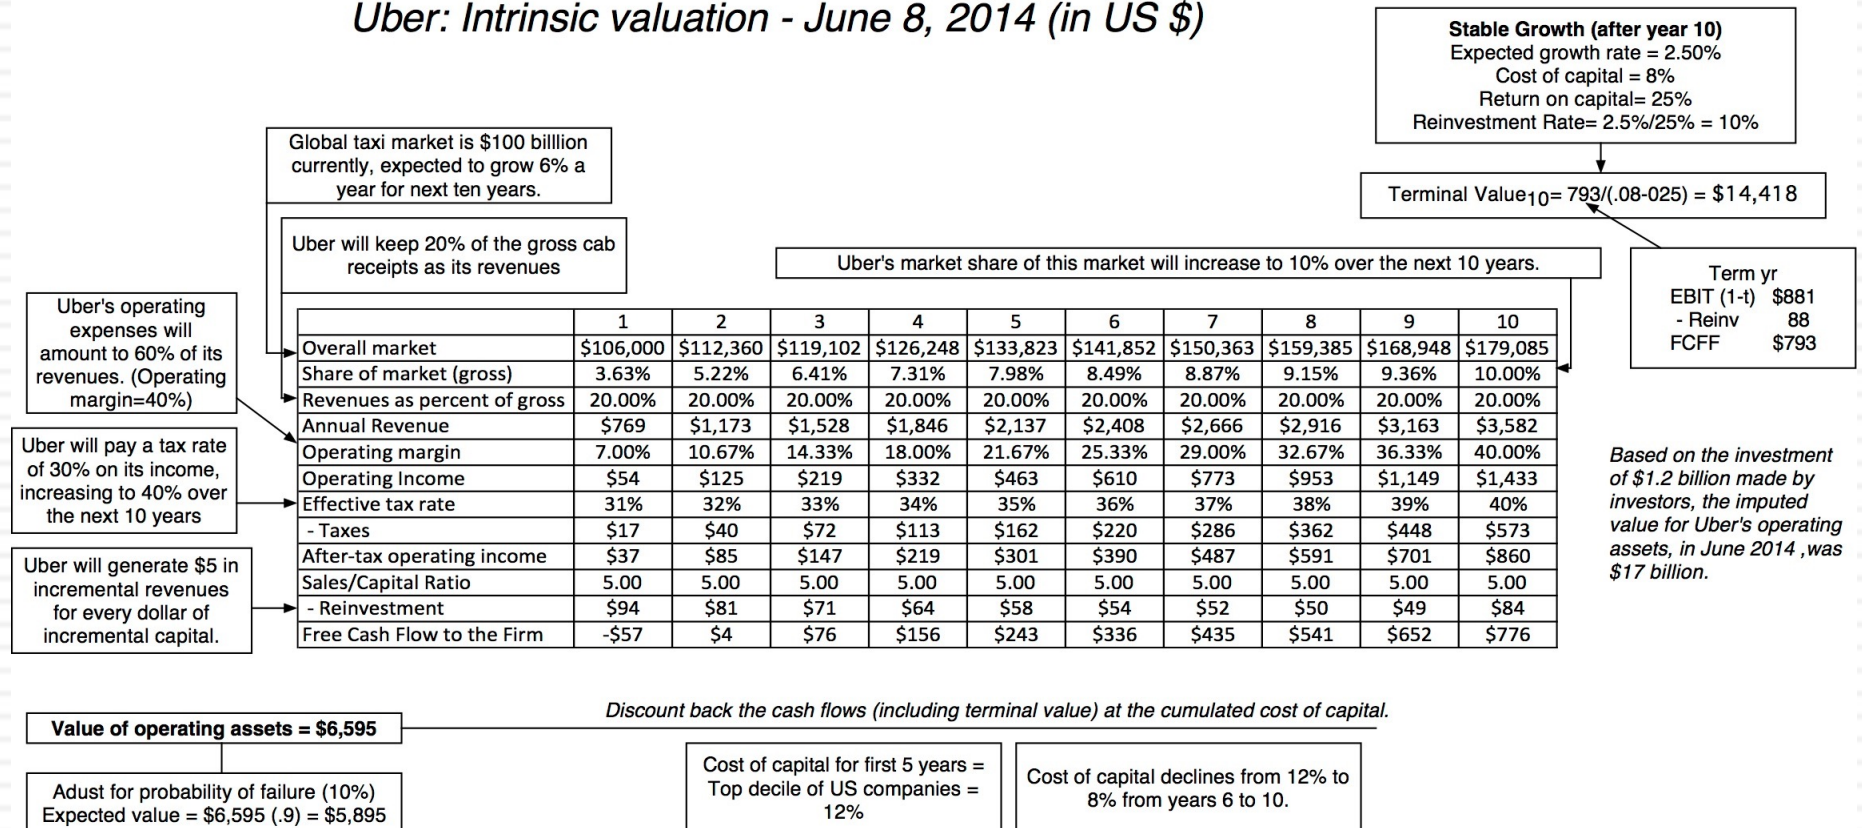 Uber: Intrinsic valuation - June 8, 2014 (in US $)
Stable Growth (after year 10)
Expected growth rate = 2.50%
Cost of capital = 8%
Return on capital= 25%
Reinvestment Rate= 2.5%/25% = 10%
Terminal Value10= 793/(.08-025) = $14,418
Term yr
EBIT (1-t) $881
- Reinv 88
FCFF $793
Global taxi market is $100 billlion
currently, expected to grow 6% a
year for next ten years.
Uber will keep 20% of the gross cab
receipts as its revenues
Uber's market share of this market will increase to 10% over the next 10 years.
Uber's operating
expenses will
amount to 60% of its
revenues. (Operating
margin=40%)
Uber will pay a tax rate
of 30% on its income,
increasing to 40% over
the next 10 years
Uber will generate $5 in
incremental revenues
for every dollar of
incremental capital.
1 2 3 4 5 6 7 8 9 10
Overall market $106,000 $112,360 $119,102 $126,248 $133,823 $141,852 $150,363 $159,385 $168,948 $179,085
Share of market (gross) 3.63% 5.22% 6.41% 7.31% 7.98% 8.49% 8.87% 9.15% 9.36% 10.00%
Revenues as percent of gross 20.00% 20.00% 20.00% 20.00% 20.00% 20.00% 20.00% 20.00% 20.00% 20.00%
Annual Revenue $769 $1,173 $1,528 $1,846 $2,137 $2,408 $2,666 $2,916 $3,163 $3,582
Operating margin 7.00% 10.67% 14.33% 18.00% 21.67% 25.33% 29.00% 32.67% 36.33% 40.00%
Operating Income $54 $125 $219 $332 $463 $610 $773 $953 $1,149 $1,433
Effective tax rate 31% 32% 33% 34% 35% 36% 37% 38% 39% 40%
- Taxes $17 $40 $72 $113 $162 $220 $286 $362 $448 $573
After-tax operating income $37 $85 $147 $219 $301 $390 $487 $591 $701 $860
Sales/Capital Ratio 5.00 5.00 5.00 5.00 5.00 5.00 5.00 5.00 5.00 5.00
- Reinvestment $94 $81 $71 $64 $58 $54 $52 $50 $49 $84
Free Cash Flow to the Firm -$57 $4 $76 $156 $243 $336 $435 $541 $652 $776
Based on the investment
of $1.2 billion made by
investors, the imputed
value for Uber's operating
assets, in June 2014 ,was
$17 billion.
Discount back the cash flows (including terminal value) at the cumulated cost of capital.
Value of operating assets = $6,595
Adust for probability of failure (10%)
Expected value = $6,595 (.9) = $5,895
Cost of capital for first 5 years =
Top decile of US companies =
12%
Cost of capital declines from 12% to
8% from years 6 to 10.